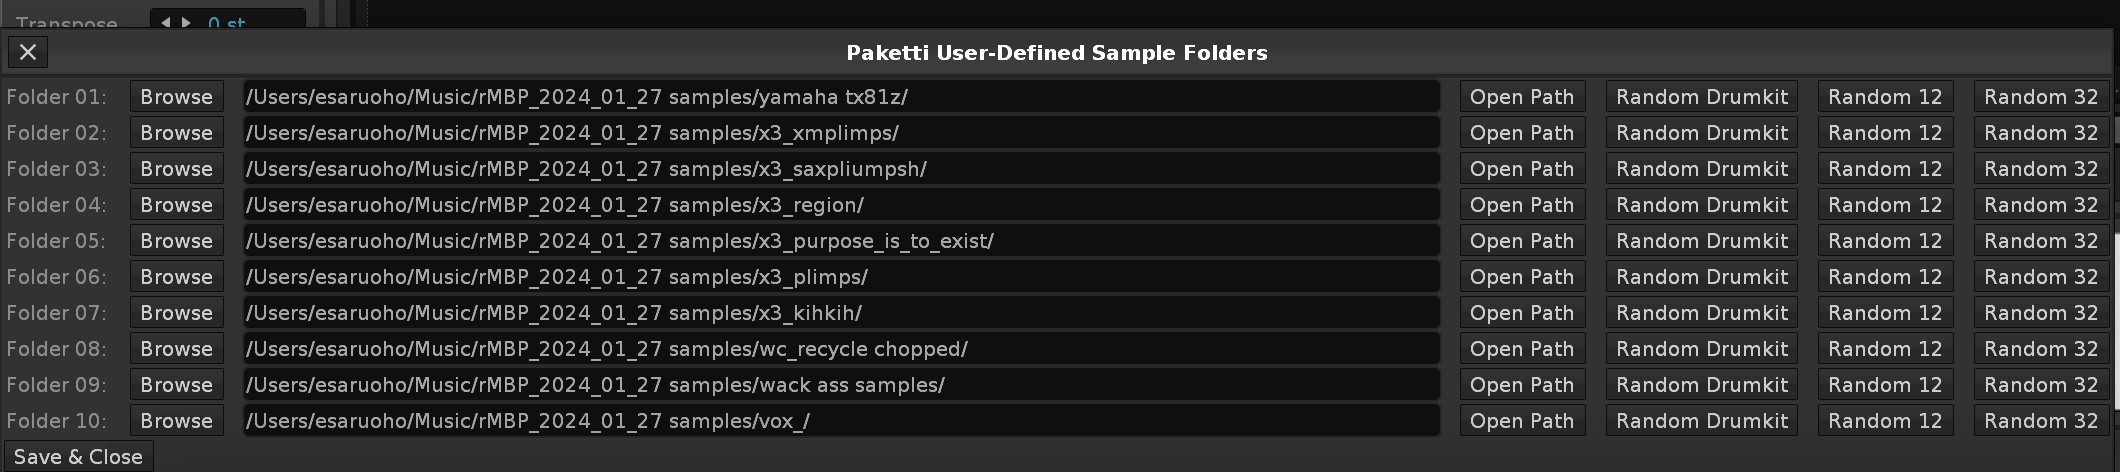 Transpose 0 st
Paketti User-Defined Sample Folders
Folder 01: Browse /Users/esaruoho/Music/rMBP_2024_01_27 samples/yamaha tx81z/ Open Path Random Drumkit Random 12 Random 32
Folder 02: Browse /Users/esaruoho/Music/rMBP_2024_01_27 samples/x3_xmplimps/ Open Path Random Drumkit Random 12 Random 32
Folder 03: Browse /Users/esaruoho/Music/rMBP_2024_01_27 samples/x3_saxpliumpsh/ Open Path Random Drumkit Random 12 Random 32
Folder 04: Browse /Users/esaruoho/Music/rMBP_2024_01_27 samples/x3_region/ Open Path Random Drumkit Random 12 Random 32
Folder 05: Browse /Users/esaruoho/Music/rMBP_2024_01_27 samples/x3_purpose_is_to_exist/ Open Path Random Drumkit Random 12 Random 32
Folder 06: Browse /Users/esaruoho/Music/rMBP_2024_01_27 samples/x3_plimps/ Open Path Random Drumkit Random 12 Random 32
Folder 07: Browse /Users/esaruoho/Music/rMBP_2024_01_27 samples/x3_kihkih/ Open Path Random Drumkit Random 12 Random 32
Folder 08: Browse /Users/esaruoho/Music/rMBP_2024_01_27 samples/wc_recycle chopped/ Open Path Random Drumkit Random 12 Random 32
Folder 09: Browse /Users/esaruoho/Music/rMBP_2024_01_27 samples/wack ass samples/ Open Path Random Drumkit Random 12 Random 32
Folder 10: Browse /Users/esaruoho/Music/rMBP_2024_01_27 samples/vox_/ Open Path Random Drumkit Random 12 Random 32
Save & Close